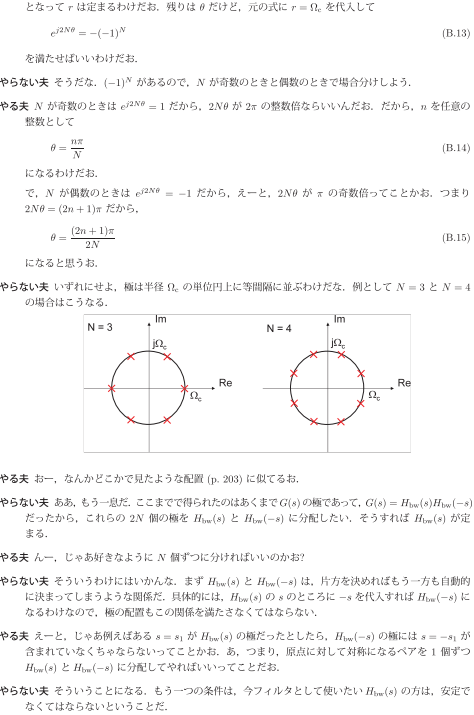 となって r は定まるわけだお．残りは θ だけど，元の式に r = Ωc を代入して
e^{j2Nθ} = −(−1)^N (B.13)
を満たせばいいわけだお．
やらない夫 そうだな．(−1)^N があるので，N が奇数のときと偶数のときで場合分けしよう．
やる夫 N が奇数のときは e^{j2Nθ} = 1 だから，2Nθ が 2π の整数倍ならいいんだお．だから，n を任意の
整数として
θ = nπ/N (B.14)
になるわけだお．
で，N が偶数のときは e^{j2Nθ} = −1 だから，えーと，2Nθ が π の奇数倍ってことかお．つまり
2Nθ = (2n + 1)π だから，
θ = (2n + 1)π/2N (B.15)
になると思うお．
やらない夫 いずれにせよ，極は半径 Ωc の単位円上に等間隔に並ぶわけだな．例として N = 3 と N = 4
の場合はこうなる．
N = 3 Im jΩc Re Ωc
N = 4 Im jΩc Re Ωc
やる夫 おー，なんかどこかで見たような配置 (p. 203) に似てるお．
やらない夫 ああ，もう一息だ．ここまでで得られたのはあくまで G(s) の極であって，G(s) = Hbw(s)Hbw(−s)
だったから，これらの 2N 個の極を Hbw(s) と Hbw(−s) に分配したい．そうすれば Hbw(s) が定
まる．
やる夫 んー，じゃあ好きなように N 個ずつに分ければいいのかお?
やらない夫 そういうわけにはいかんな．まず Hbw(s) と Hbw(−s) は，片方を決めればもう一方も自動的
に決まってしまうような関係だ．具体的には，Hbw(s) の s のところに −s を代入すれば Hbw(−s) に
なるわけなので，極の配置もこの関係を満たさなくてはならない．
やる夫 えーと，じゃあ例えばある s = s1 が Hbw(s) の極だったとしたら，Hbw(−s) の極には s = −s1 が
含まれていなくちゃならないってことかお．あ，つまり，原点に対して対称になるペアを 1 個ずつ
Hbw(s) と Hbw(−s) に分配してやればいいってことだお．
やらない夫 そういうことになる．もう一つの条件は，今フィルタとして使いたい Hbw(s) の方は，安定で
なくてはならないということだ．